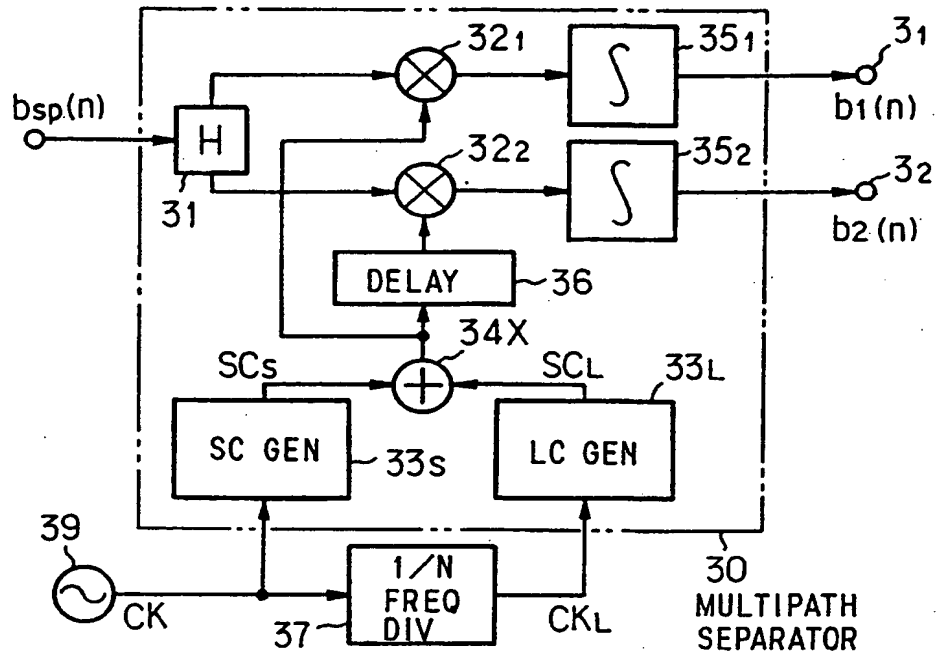 32₁
35₁
3₁
bsp(n)
∫
b₁(n)
H
32₂
35₂
3₂
31
∫
b₂(n)
DELAY
36
34X
SCS
SCL
33L
SC GEN
33S
LC GEN
39
CK
1/N
FREQ
DIV
37
CKL
30
MULTIPATH
SEPARATOR